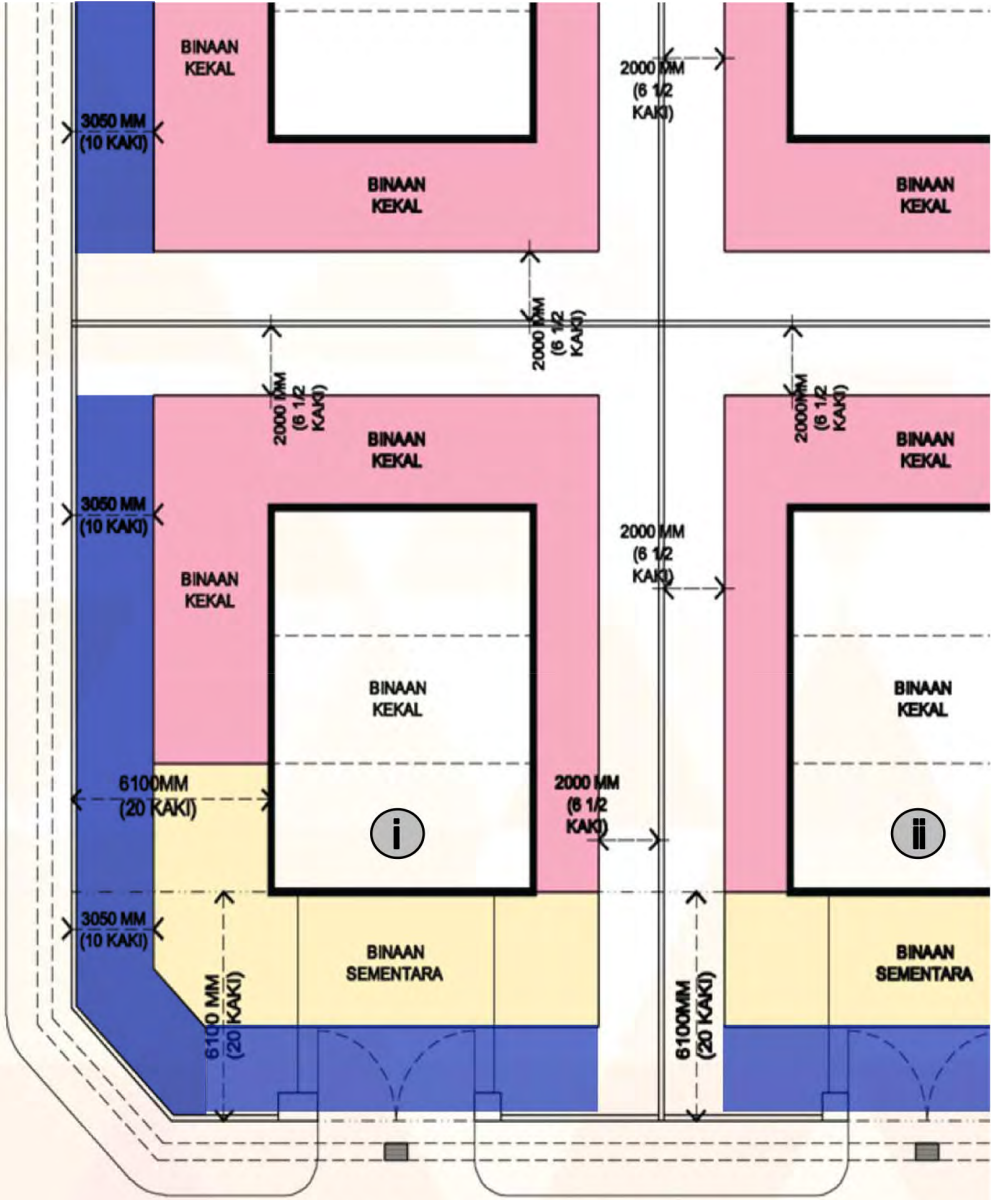 BINAAN
KEKAL
2000 MM
(6 1/2
KAKI)
3050 MM
(10 KAKI)
BINAAN
KEKAL
BINAAN
KEKAL
2000 MM
(6 1/2
KAKI)
2000 MM
(6 1/2
KAKI)
2000MM
(6 1/2
KAKI)
BINAAN
KEKAL
BINAAN
KEKAL
3050 MM
(10 KAKI)
2000 MM
(6 1/2
KAKI)
BINAAN
KEKAL
BINAAN
KEKAL
BINAAN
KEKAL
6100MM
(20 KAKI)
2000 MM
(6 1/2
KAKI)
i
ii
3050 MM
(10 KAKI)
BINAAN
SEMENTARA
BINAAN
SEMENTARA
6100 MM
(20 KAKI)
6100MM
(20 KAKI)